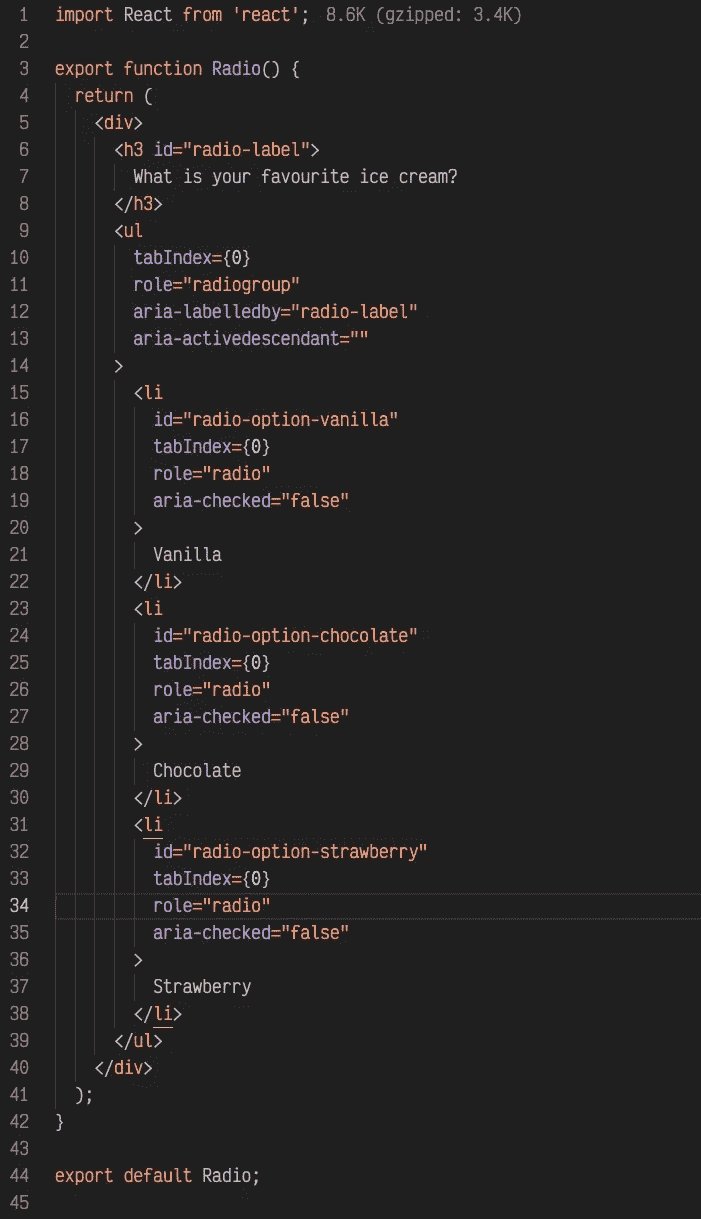 1 import React from 'react'; 8.6K (gzipped: 3.4K)
2
3 export function Radio() {
4   return (
5     <div>
6       <h3 id="radio-label">
7         What is your favourite ice cream?
8       </h3>
9       <ul
10         tabIndex={0}
11         role="radiogroup"
12         aria-labelledby="radio-label"
13         aria-activedescendant=""
14       >
15         <li
16           id="radio-option-vanilla"
17           tabIndex={0}
18           role="radio"
19           aria-checked="false"
20         >
21           Vanilla
22         </li>
23         <li
24           id="radio-option-chocolate"
25           tabIndex={0}
26           role="radio"
27           aria-checked="false"
28         >
29           Chocolate
30         </li>
31         <li
32           id="radio-option-strawberry"
33           tabIndex={0}
34           role="radio"
35           aria-checked="false"
36         >
37           Strawberry
38         </li>
39       </ul>
40     </div>
41   );
42 }
43
44 export default Radio;
45